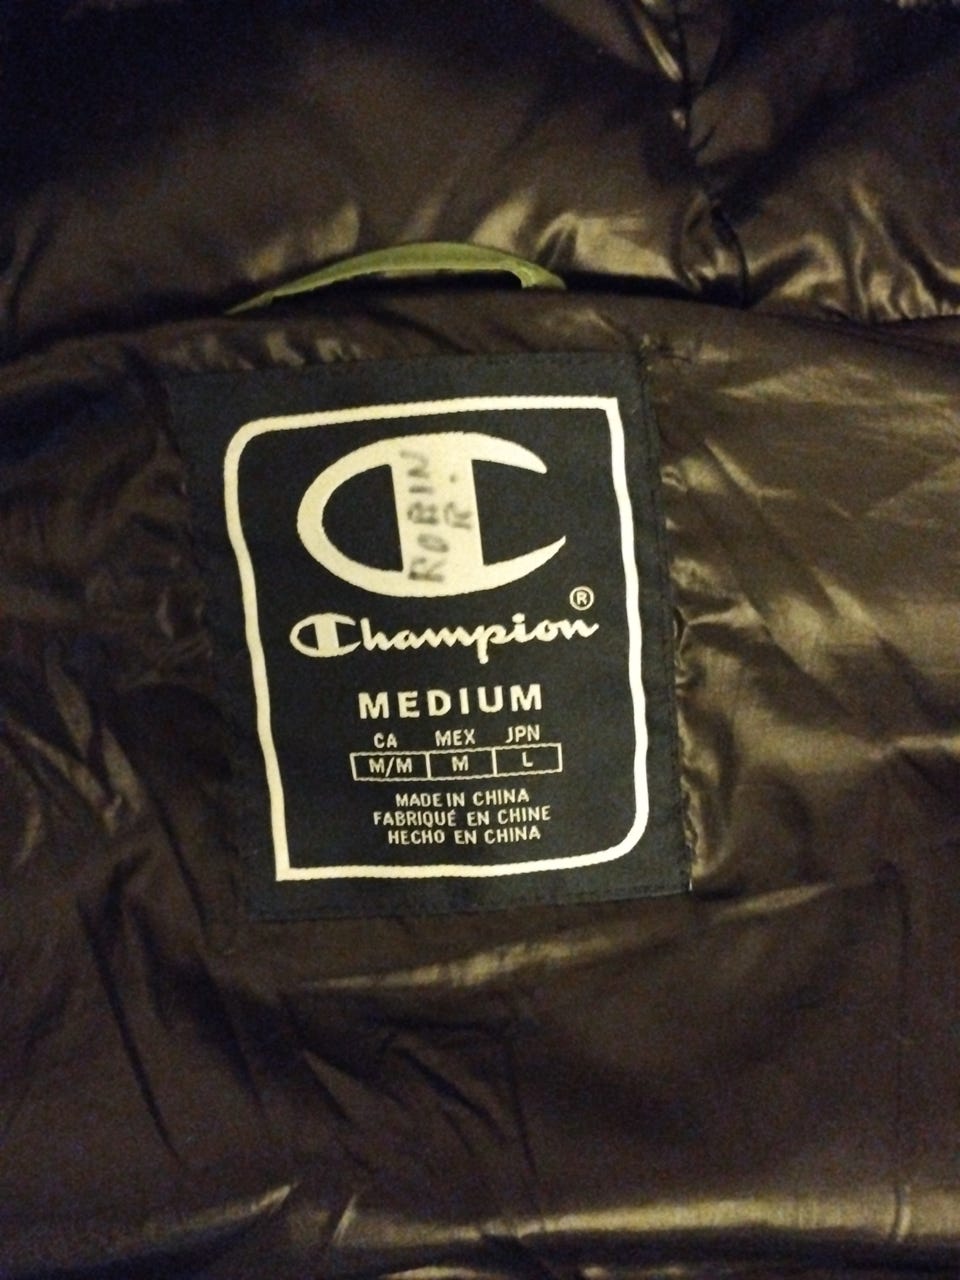 ROBIN
R.
Champion®
MEDIUM
CA MEX JPN
M/M M L
MADE IN CHINA
FABRIQUÉ EN CHINE
HECHO EN CHINA